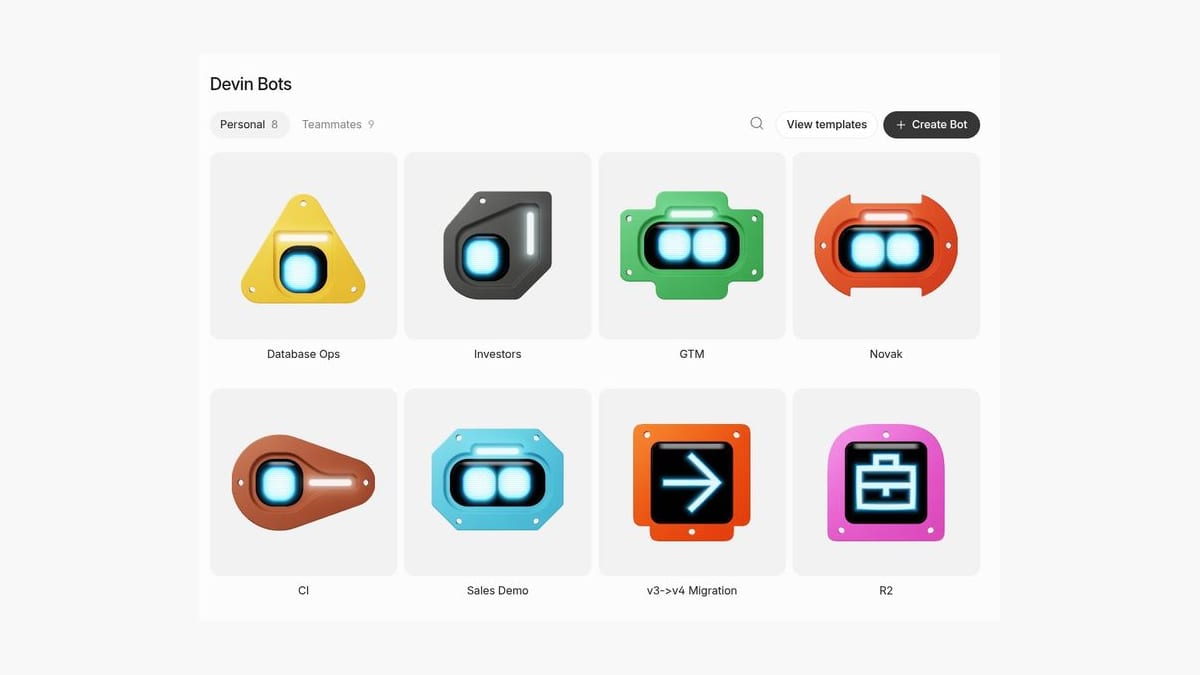 Devin Bots
Personal 8 Teammates 9 View templates + Create Bot
Database Ops Investors GTM Novak
CI Sales Demo v3->v4 Migration R2